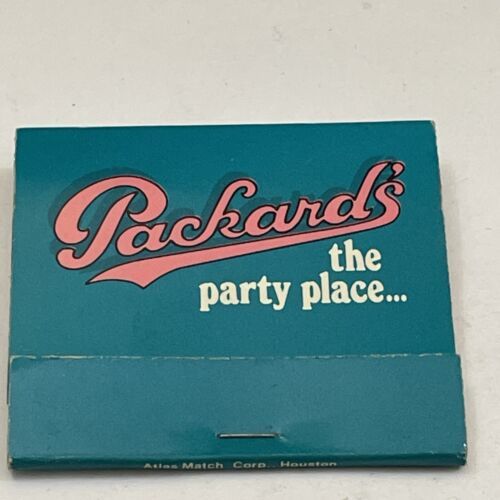 Packard's
the
party place...
Atlas Match Corp., Houston